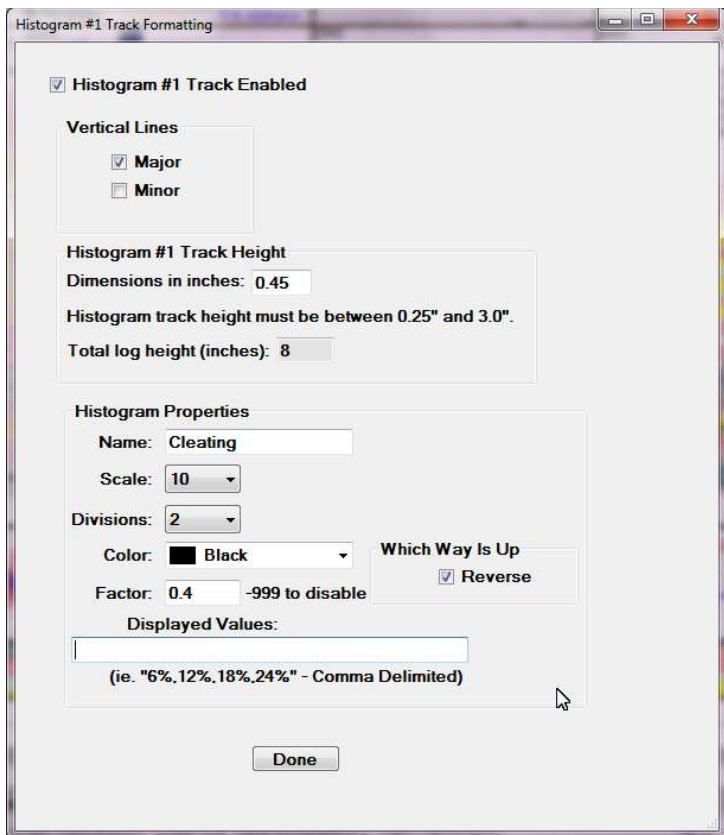 Histogram #1 Track Formatting
Histogram #1 Track Enabled
Vertical Lines
Major
Minor
Histogram #1 Track Height
Dimensions in inches: 0.45
Histogram track height must be between 0.25" and 3.0".
Total log height (inches): 8
Histogram Properties
Name: Cleating
Scale: 10
Divisions: 2
Color: Black
Which Way Is Up
Reverse
Factor: 0.4 -999 to disable
Displayed Values:
(ie. "6%,12%,18%,24%" - Comma Delimited)
Done